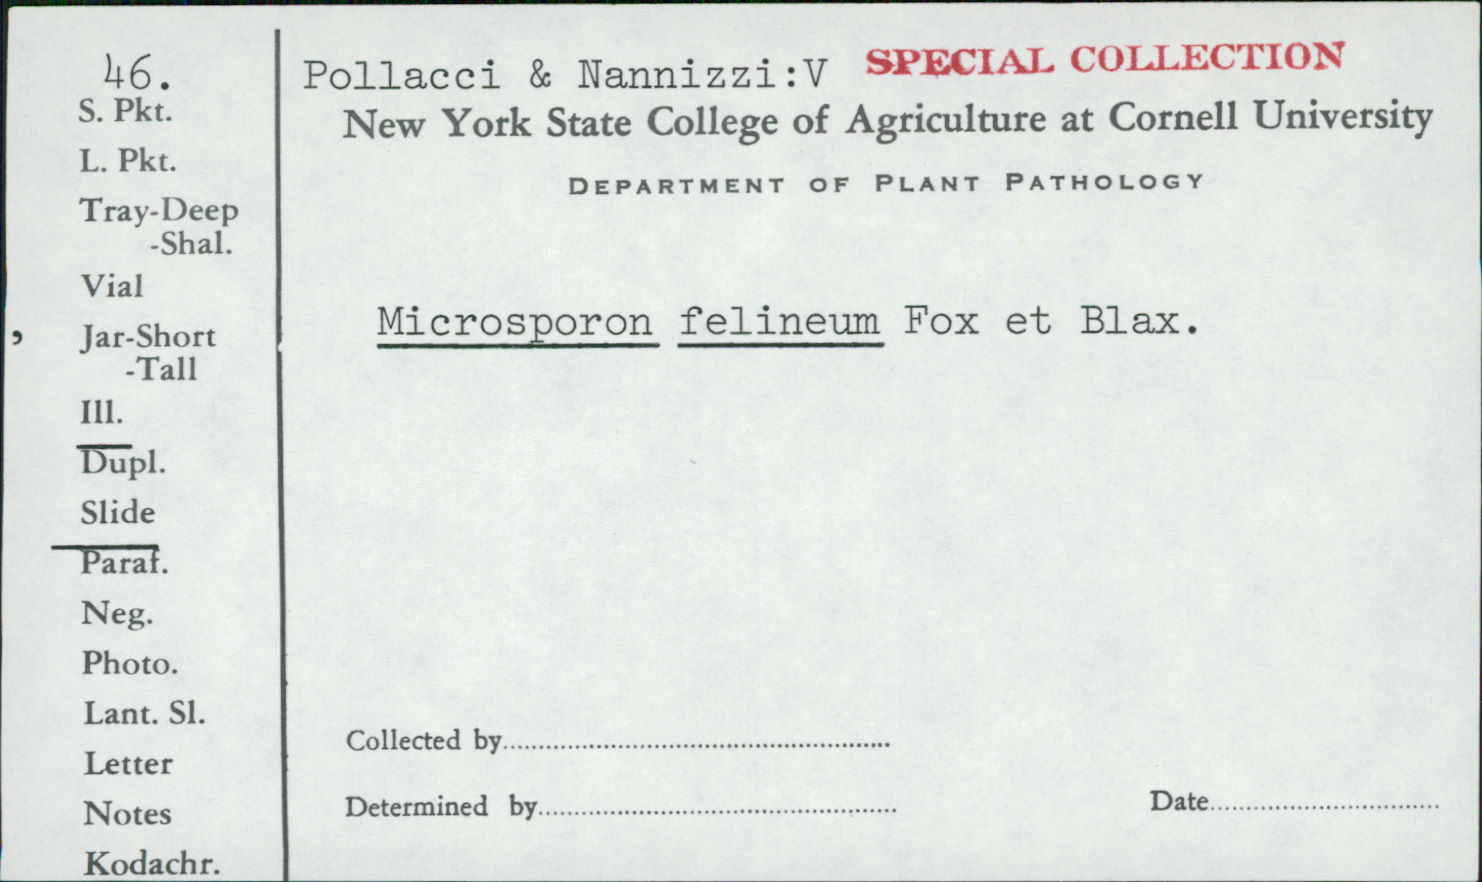 46.
S. Pkt.
L. Pkt.
Tray-Deep
-Shal.
Vial
Jar-Short
-Tall
Ill.
Dupl.
Slide
Paraf.
Neg.
Photo.
Lant. Sl.
Letter
Notes
Kodachr.
Pollacci & Nannizzi:V SPECIAL COLLECTION
New York State College of Agriculture at Cornell University
DEPARTMENT OF PLANT PATHOLOGY
Microsporon felineum Fox et Blax.
Collected by
Determined by
Date